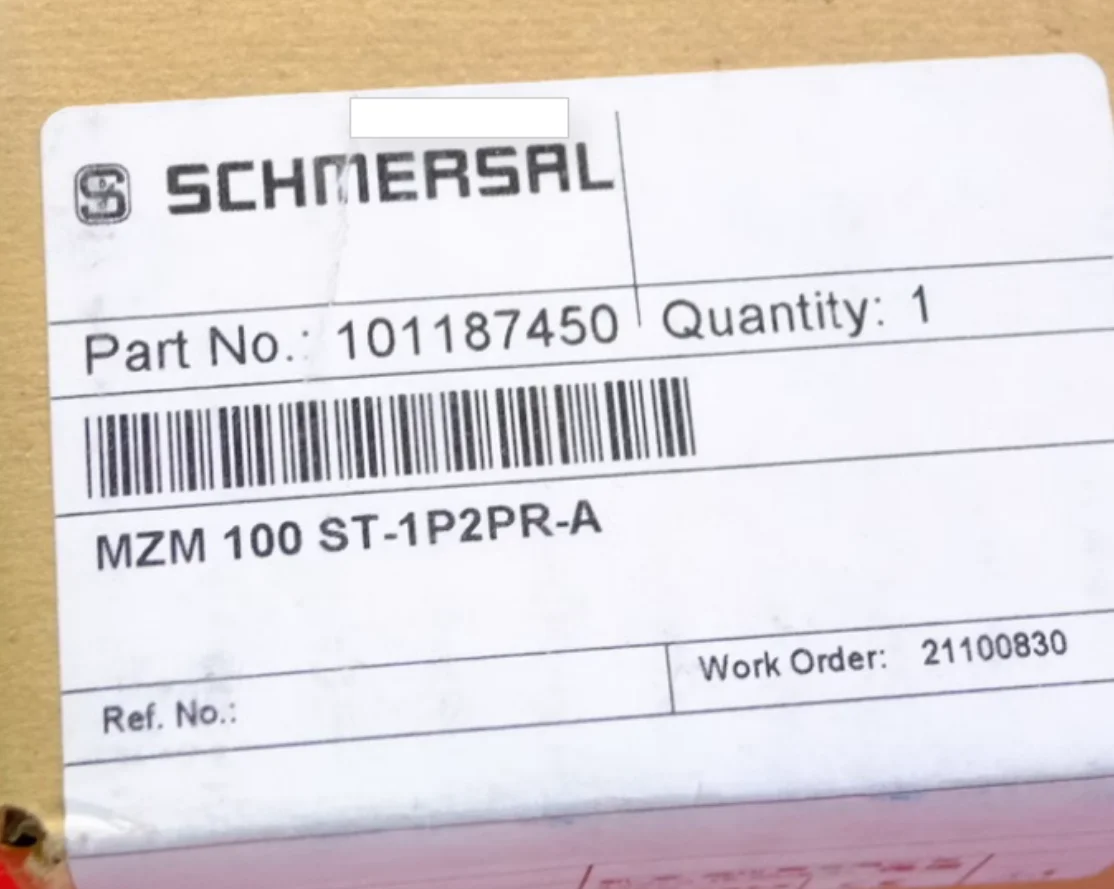 SCHMERSAL
Part No.: 101187450 Quantity: 1
MZM 100 ST-1P2PR-A
Work Order: 21100830
Ref. No.: